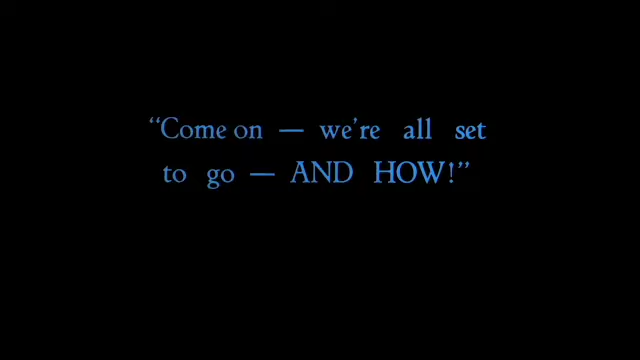 “Come on — we’re all set
to go — AND HOW!”